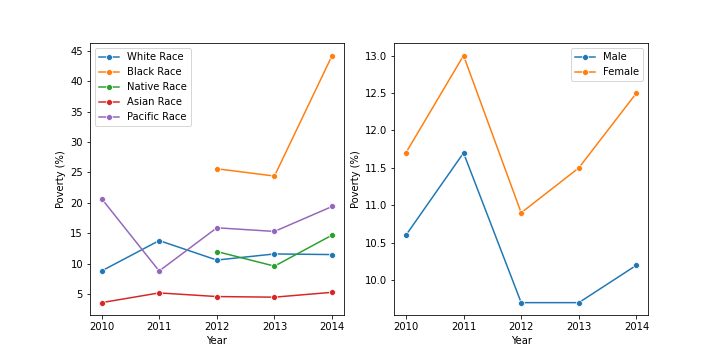 45
40
35
30
25
20
15
10
5
Poverty (%)
White Race
Black Race
Native Race
Asian Race
Pacific Race
2010 2011 2012 2013 2014
Year
13.0
12.5
12.0
11.5
11.0
10.5
10.0
Poverty (%)
Male
Female
2010 2011 2012 2013 2014
Year